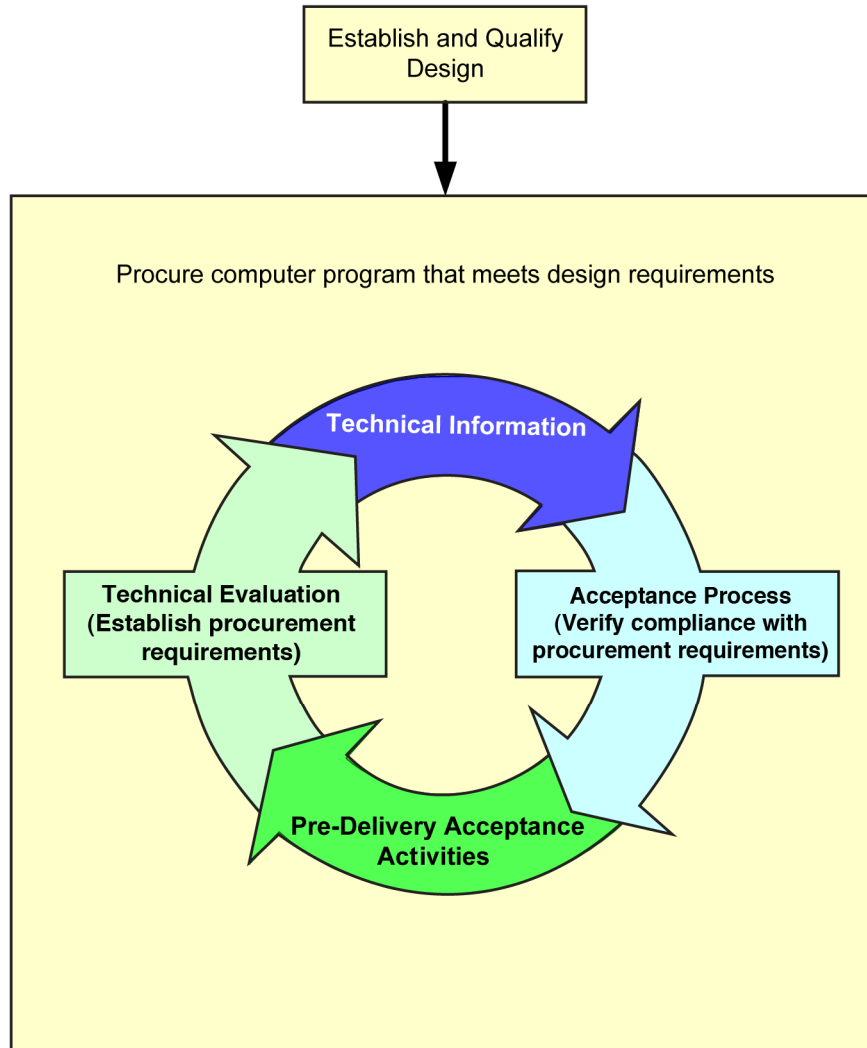 Establish and Qualify
Design
Procure computer program that meets design requirements
Technical Information
Technical Evaluation
(Establish procurement
requirements)
Acceptance Process
(Verify compliance with
procurement requirements)
Pre-Delivery Acceptance
Activities